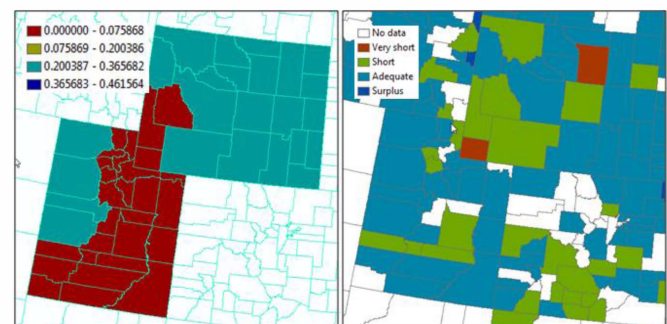 0.000000 - 0.075868
0.075869 - 0.200386
0.200387 - 0.365682
0.365683 - 0.461564
No data
Very short
Short
Adequate
Surplus